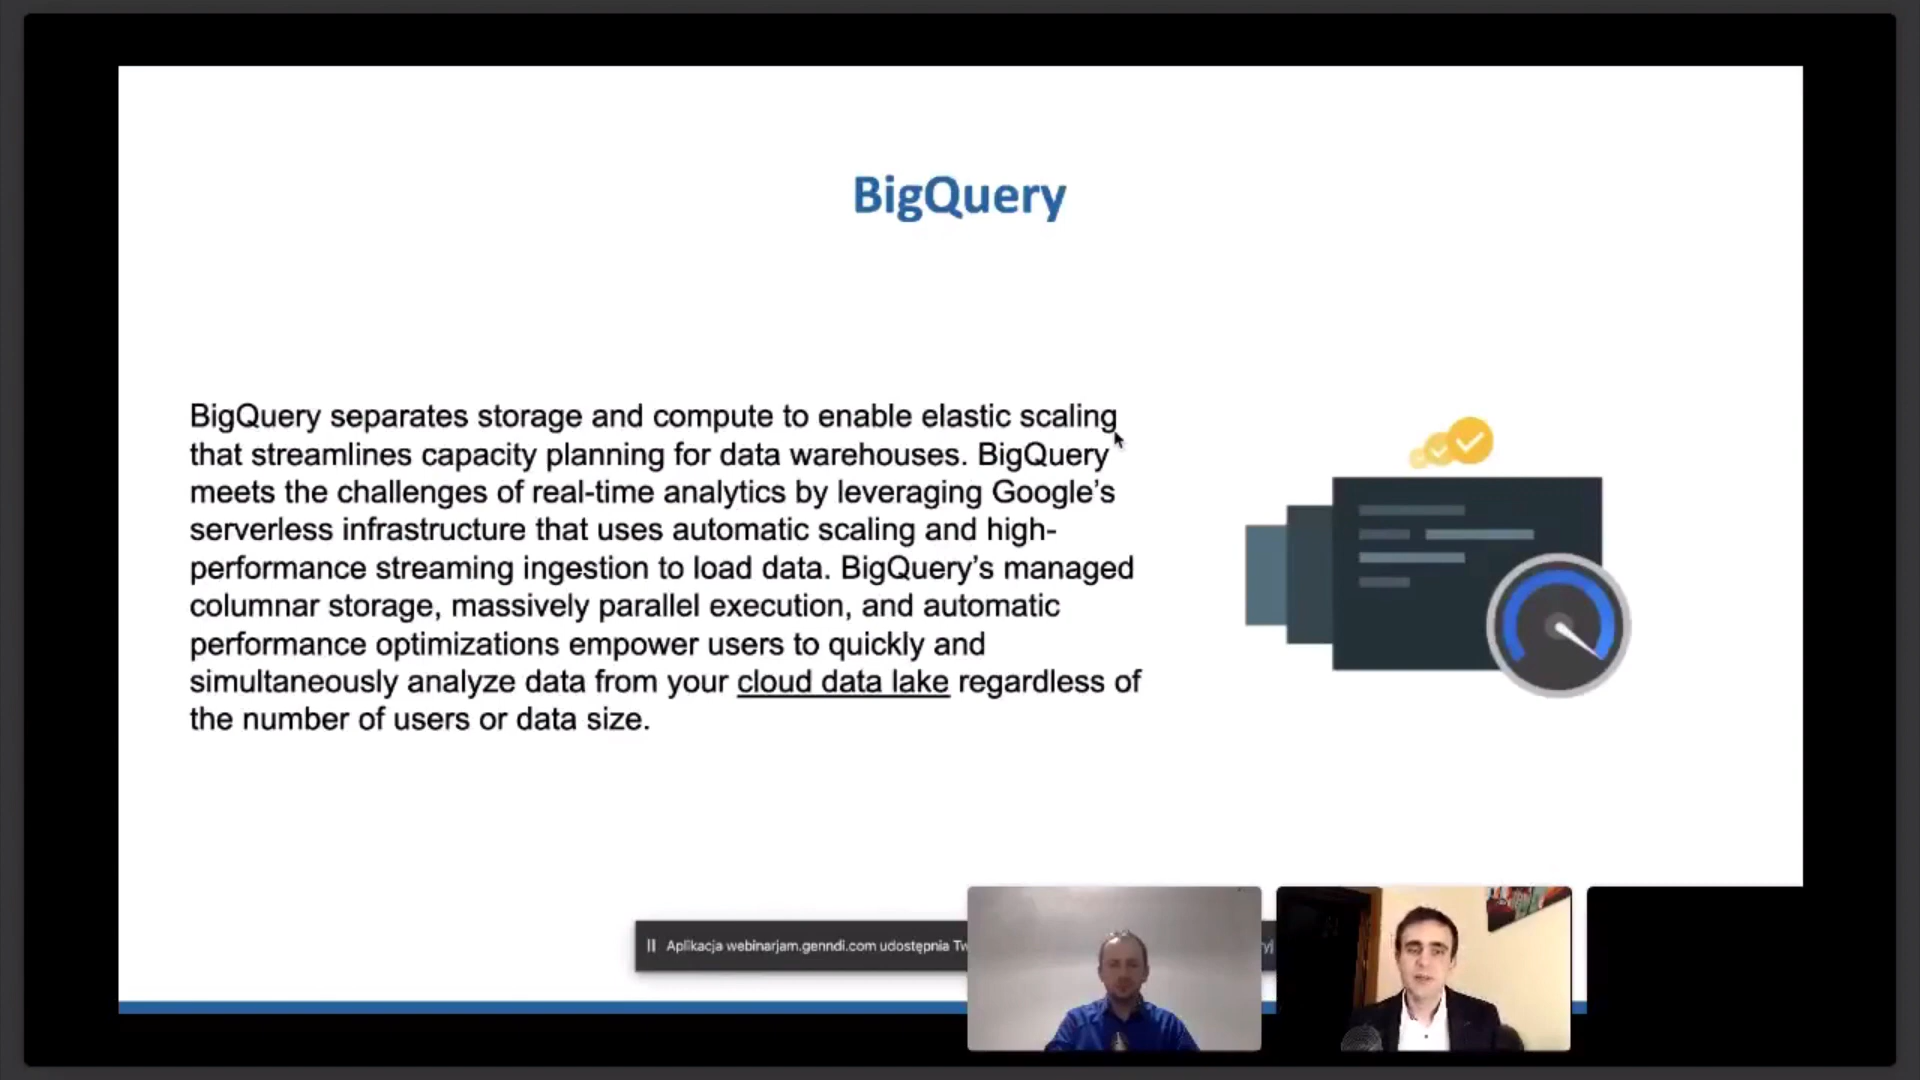 BigQuery
BigQuery separates storage and compute to enable elastic scaling
that streamlines capacity planning for data warehouses. BigQuery
meets the challenges of real-time analytics by leveraging Google’s
serverless infrastructure that uses automatic scaling and high-
performance streaming ingestion to load data. BigQuery’s managed
columnar storage, massively parallel execution, and automatic
performance optimizations empower users to quickly and
simultaneously analyze data from your cloud data lake regardless of
the number of users or data size.
Aplikacja webinarjam.genndi.com udostępnia